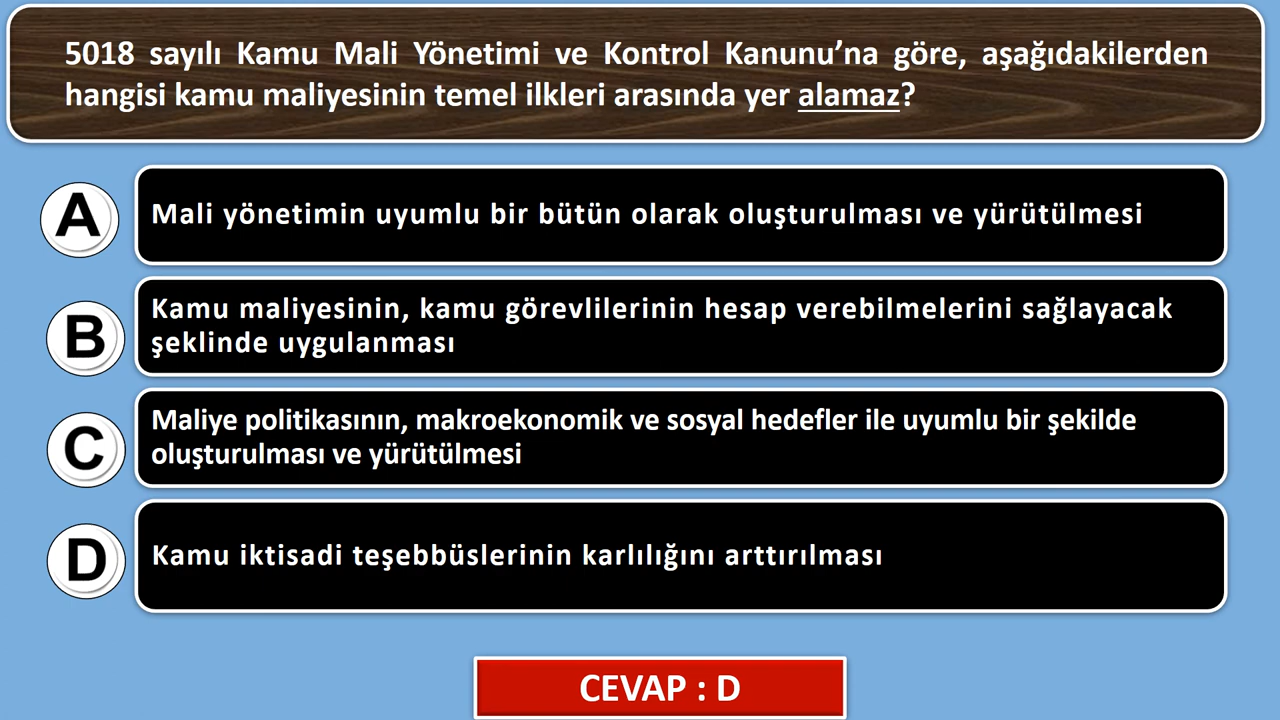 5018 sayılı Kamu Mali Yönetimi ve Kontrol Kanunu’na göre, aşağıdakilerden
hangisi kamu maliyesinin temel ilkleri arasında yer alamaz?
A
Mali yönetimin uyumlu bir bütün olarak oluşturulması ve yürütülmesi
B
Kamu maliyesinin, kamu görevlilerinin hesap verebilmelerini sağlayacak
şeklinde uygulanması
C
Maliye politikasının, makroekonomik ve sosyal hedefler ile uyumlu bir şekilde
oluşturulması ve yürütülmesi
D
Kamu iktisadi teşebbüslerinin karlılığını arttırılması
CEVAP : D